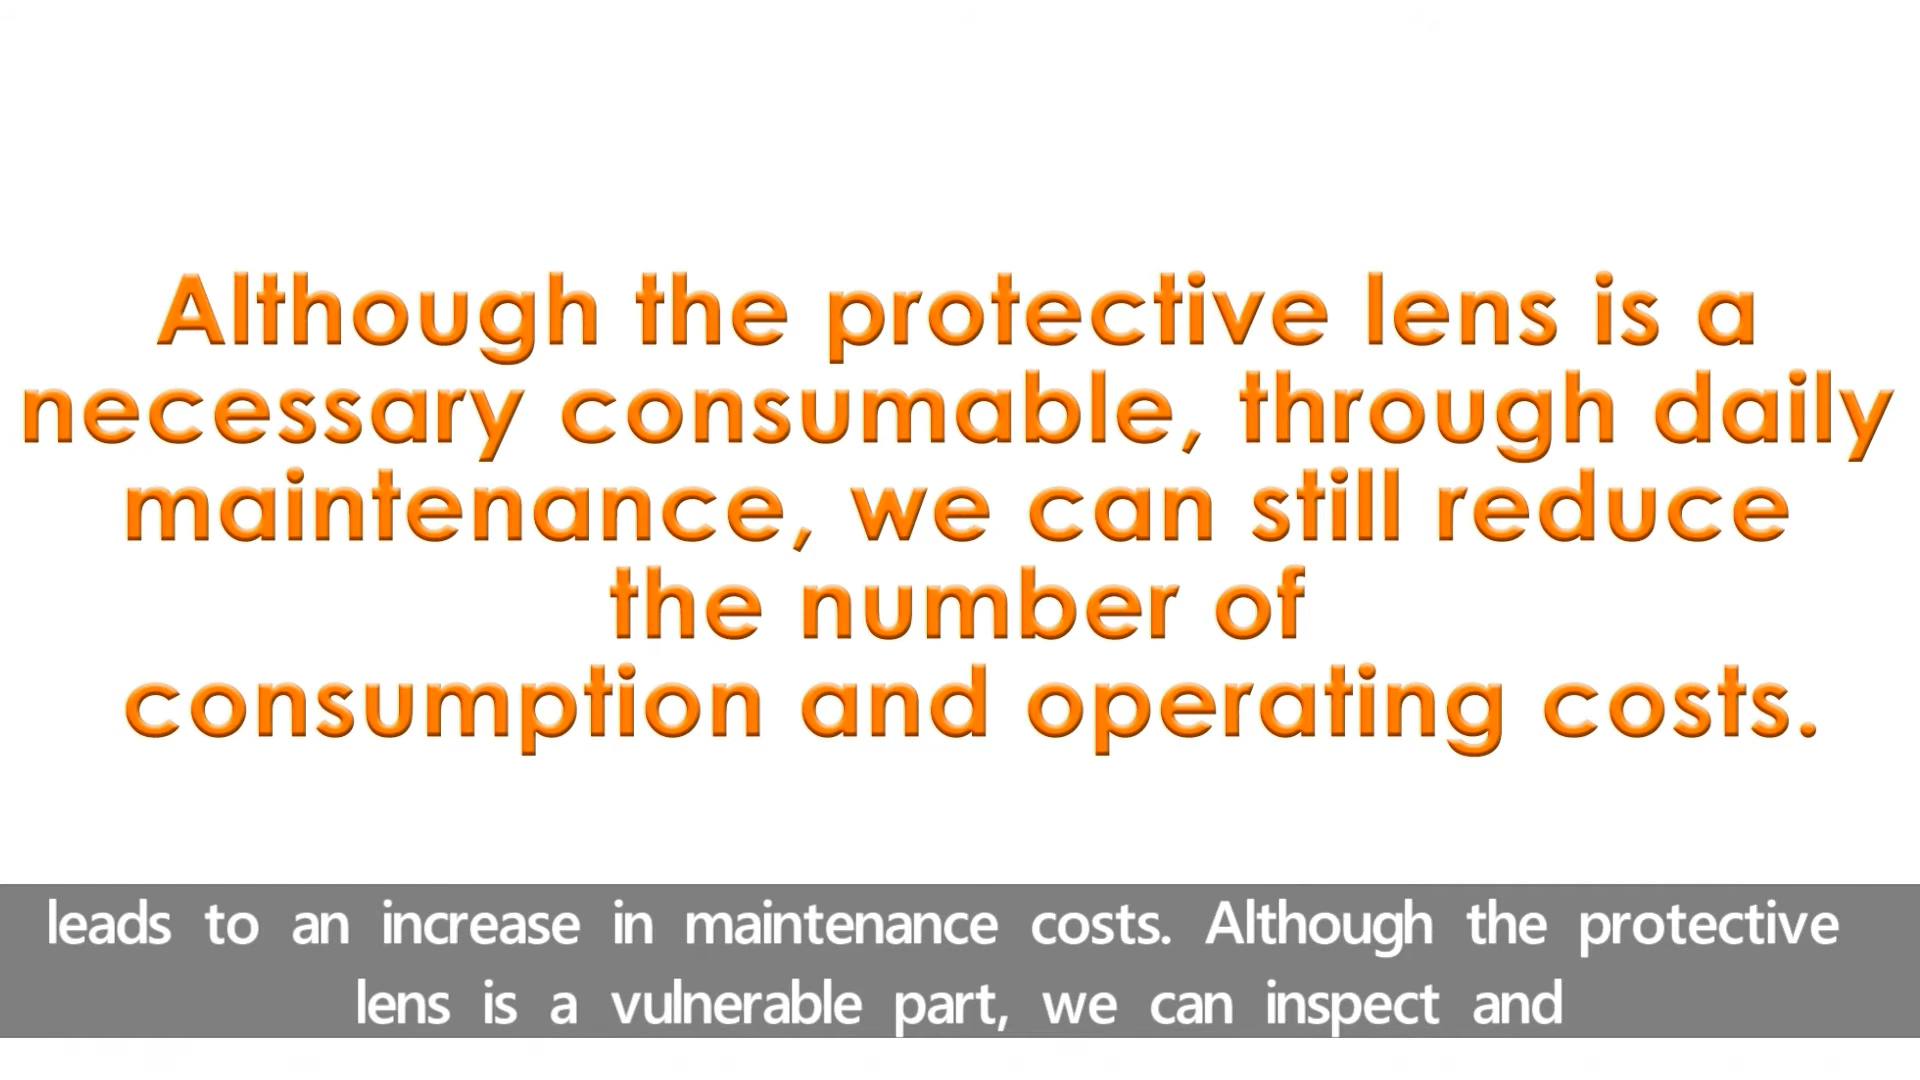 Although the protective lens is a
necessary consumable, through daily
maintenance, we can still reduce
the number of
consumption and operating costs.
leads to an increase in maintenance costs. Although the protective
lens is a vulnerable part, we can inspect and